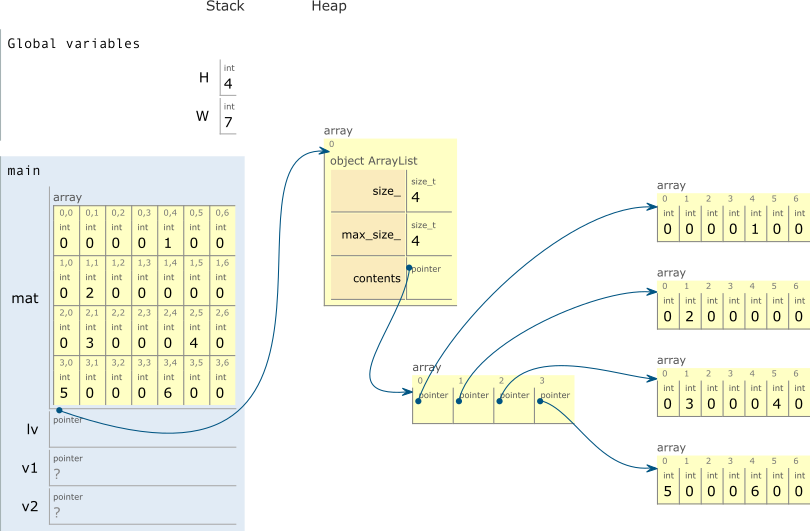 Stack Heap
Global variables
int
H 4
int
W 7
main
array
0,0 0,1 0,2 0,3 0,4 0,5 0,6
int int int int int int int
0 0 0 0 1 0 0
1,0 1,1 1,2 1,3 1,4 1,5 1,6
int int int int int int int
0 2 0 0 0 0 0
mat
2,0 2,1 2,2 2,3 2,4 2,5 2,6
int int int int int int int
0 3 0 0 0 4 0
3,0 3,1 3,2 3,3 3,4 3,5 3,6
int int int int int int int
5 0 0 0 6 0 0
pointer
lv
pointer
v1 ?
pointer
v2 ?
array
0
object ArrayList
size_t
size_ 4
size_t
max_size_ 4
pointer
contents
array
0 1 2 3
pointer pointer pointer pointer
array
0 1 2 3 4 5 6
int int int int int int int
0 0 0 0 1 0 0
array
0 1 2 3 4 5 6
int int int int int int int
0 2 0 0 0 0 0
array
0 1 2 3 4 5 6
int int int int int int int
0 3 0 0 0 4 0
array
0 1 2 3 4 5 6
int int int int int int int
5 0 0 0 6 0 0